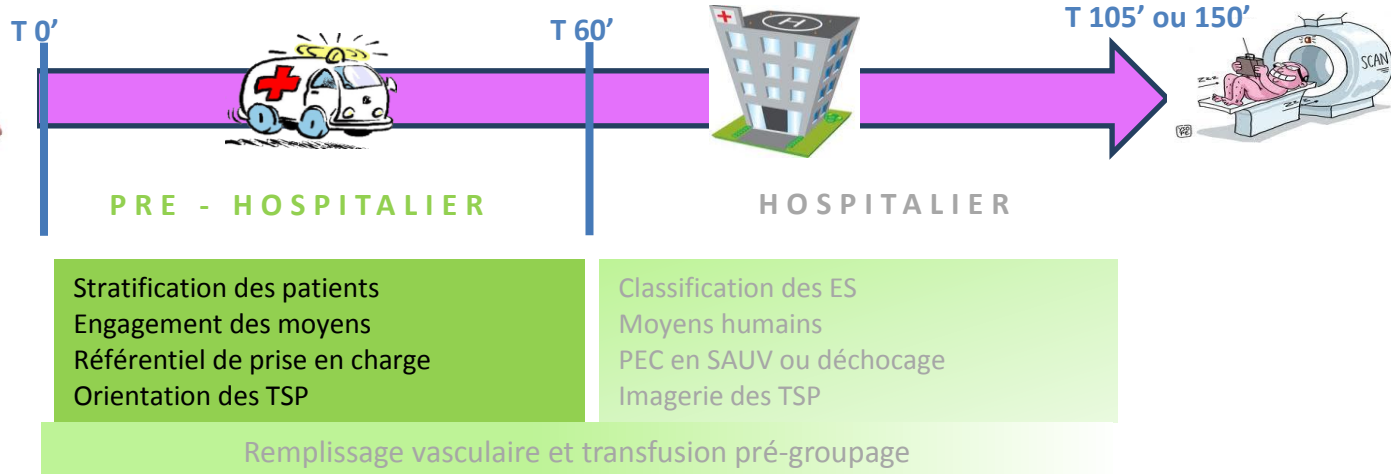 T 0’
T 60’
T 105’ ou 150’
H
SCAN
PRE - HOSPITALIER
HOSPITALIER
Stratification des patients
Engagement des moyens
Référentiel de prise en charge
Orientation des TSP
Classification des ES
Moyens humains
PEC en SAUV ou déchocage
Imagerie des TSP
Remplissage vasculaire et transfusion pré-groupage